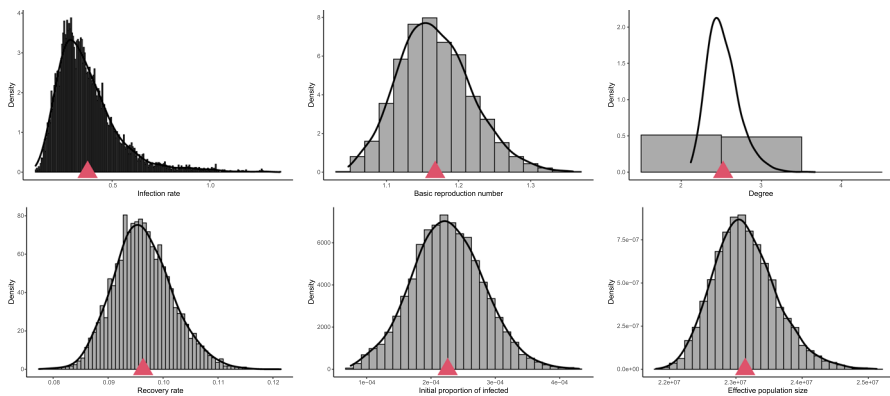 4
3
2
1
0
Density
0.5
1.0
Infection rate
8
6
4
2
0
Density
1.1
1.2
1.3
Basic reproduction number
2.0
1.5
1.0
0.5
0.0
Density
2
3
4
Degree
80
60
40
20
0
Density
0.08
0.09
0.10
0.11
0.12
Recovery rate
6000
4000
2000
0
Density
1e−04
2e−04
3e−04
4e−04
Initial proportion of infected
7.5e−07
5.0e−07
2.5e−07
0.0e+00
Density
2.2e+07
2.3e+07
2.4e+07
2.5e+07
Effective population size